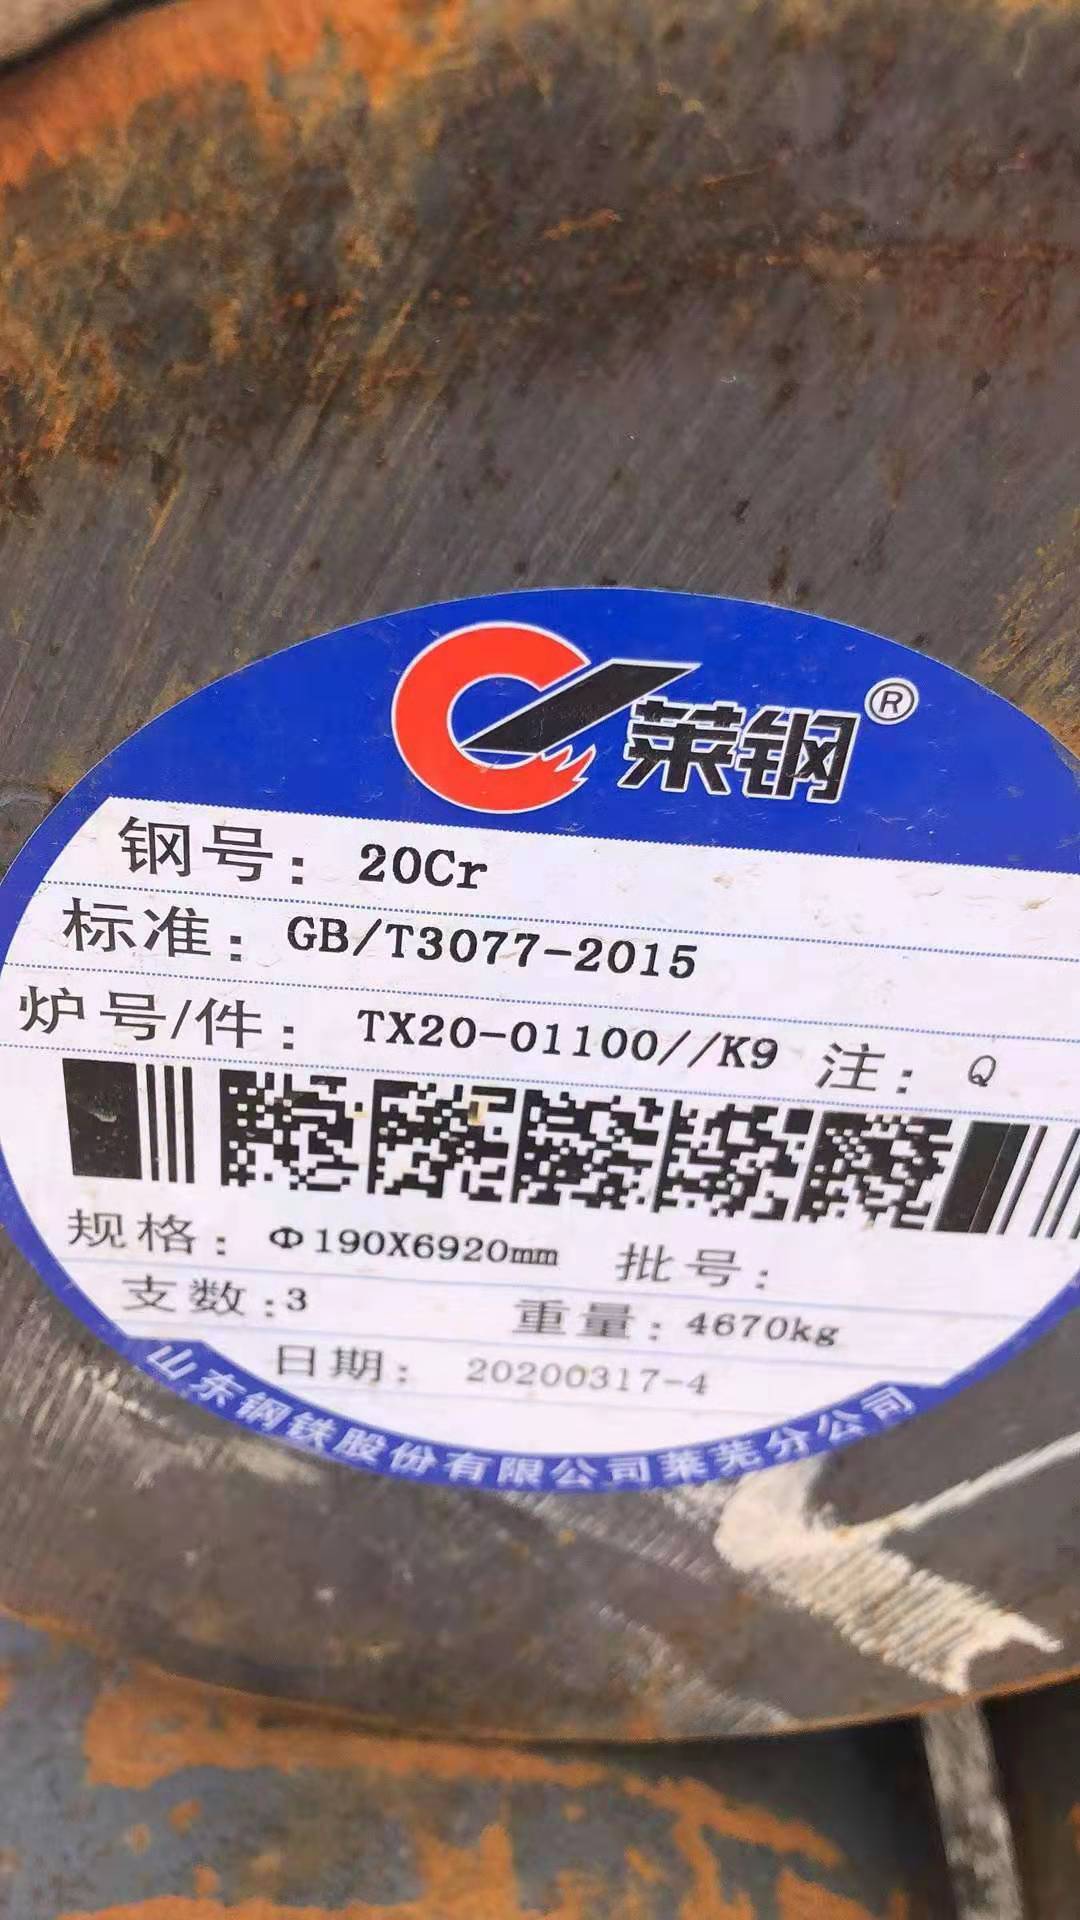 莱钢®
钢号: 20Cr
标准: GB/T3077-2015
炉号/件: TX20-01100//K9 注: Q
规格: Φ190X6920mm 批号:
支数:3 重量: 4670kg
日期: 20200317-4
山东钢铁股份有限公司莱芜分公司